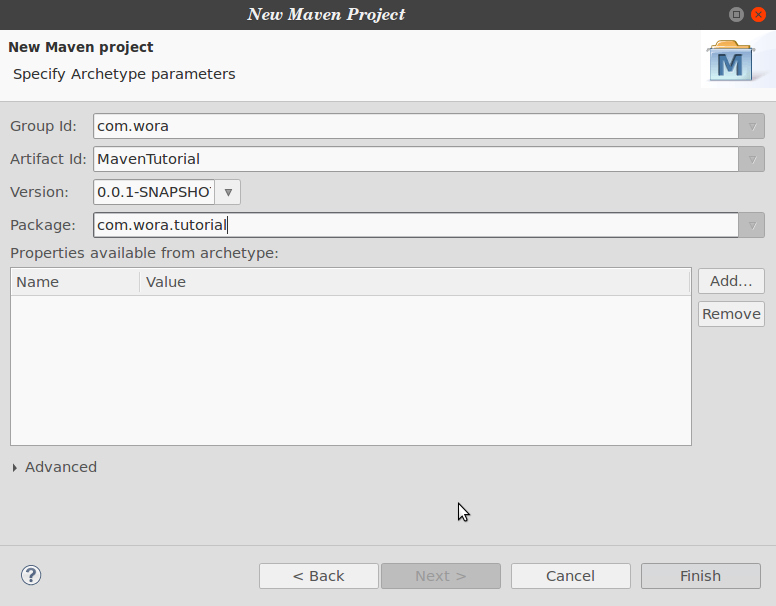 New Maven Project
New Maven project
Specify Archetype parameters
M
Group Id: com.wora
Artifact Id: MavenTutorial
Version: 0.0.1-SNAPSHO
Package: com.wora.tutorial
Properties available from archetype:
Name Value
Add...
Remove
Advanced
? < Back Next > Cancel Finish